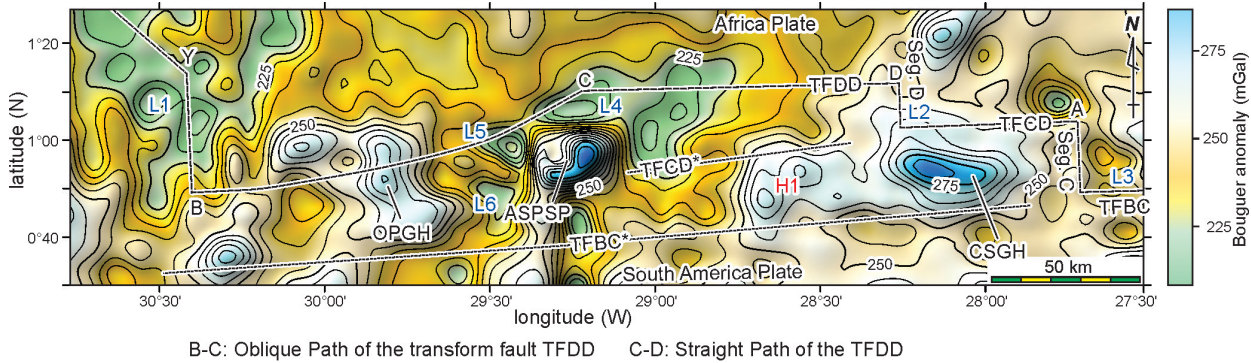 Africa Plate
N
1°20'
Y
225
225
C
Seg. D
D
TFDD
275
L1
L4
L2
A
250
L5
TFCD
1°00'
TFCD*
Seg. C
L3
250
H1
275
250
B
L6
ASPSP
TFBC
OPGH
TFBC*
CSGH
0°40'
South America Plate
250
50 km
30°30'
30°00'
29°30'
29°00'
28°30'
28°00'
27°30'
latitude (N)
longitude (W)
275
250
225
Bouguer anomaly (mGal)
B-C: Oblique Path of the transform fault TFDD C-D: Straight Path of the TFDD